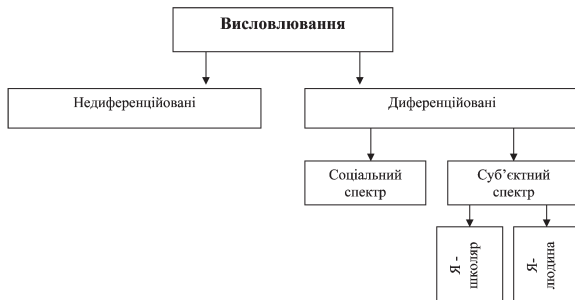 Висловлювання
Недиференційовані
Диференційовані
Соціальний
спектр
Суб’єктний
спектр
Я -
школяр
Я-
людина